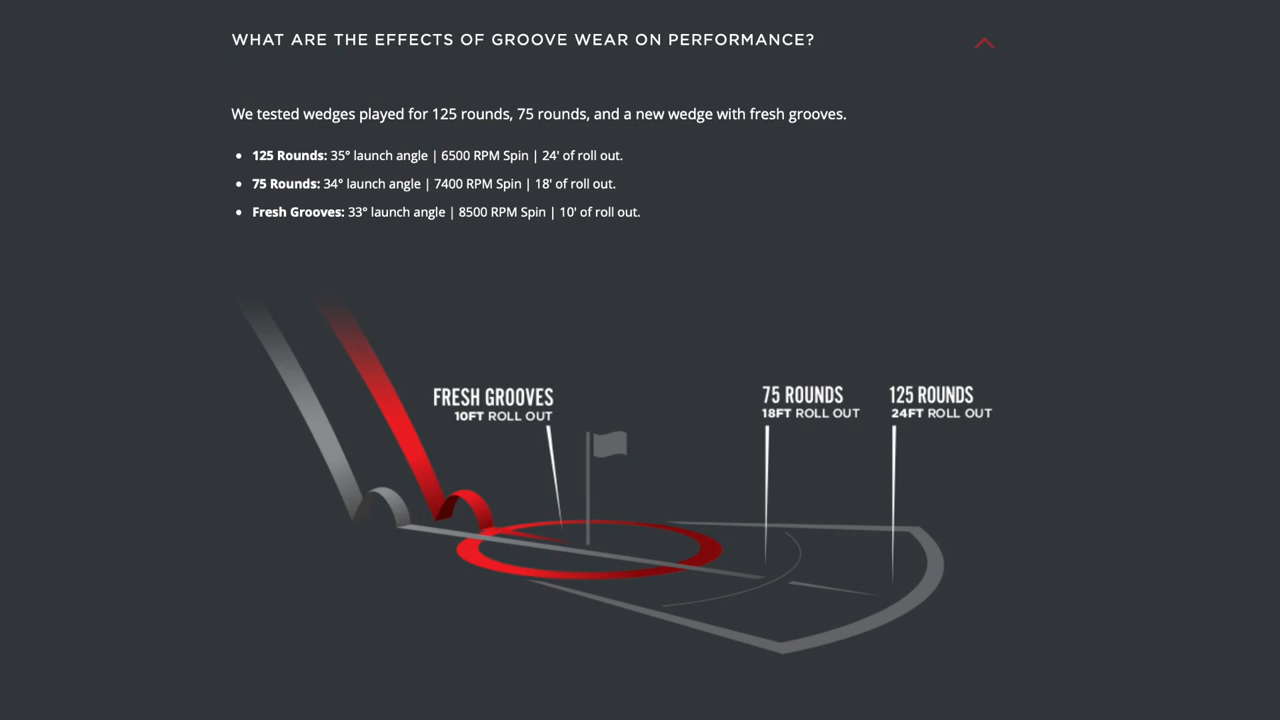 WHAT ARE THE EFFECTS OF GROOVE WEAR ON PERFORMANCE?
We tested wedges played for 125 rounds, 75 rounds, and a new wedge with fresh grooves.
• 125 Rounds: 35° launch angle | 6500 RPM Spin | 24' of roll out.
• 75 Rounds: 34° launch angle | 7400 RPM Spin | 18' of roll out.
• Fresh Grooves: 33° launch angle | 8500 RPM Spin | 10' of roll out.
FRESH GROOVES
10FT ROLL OUT
75 ROUNDS
18FT ROLL OUT
125 ROUNDS
24FT ROLL OUT